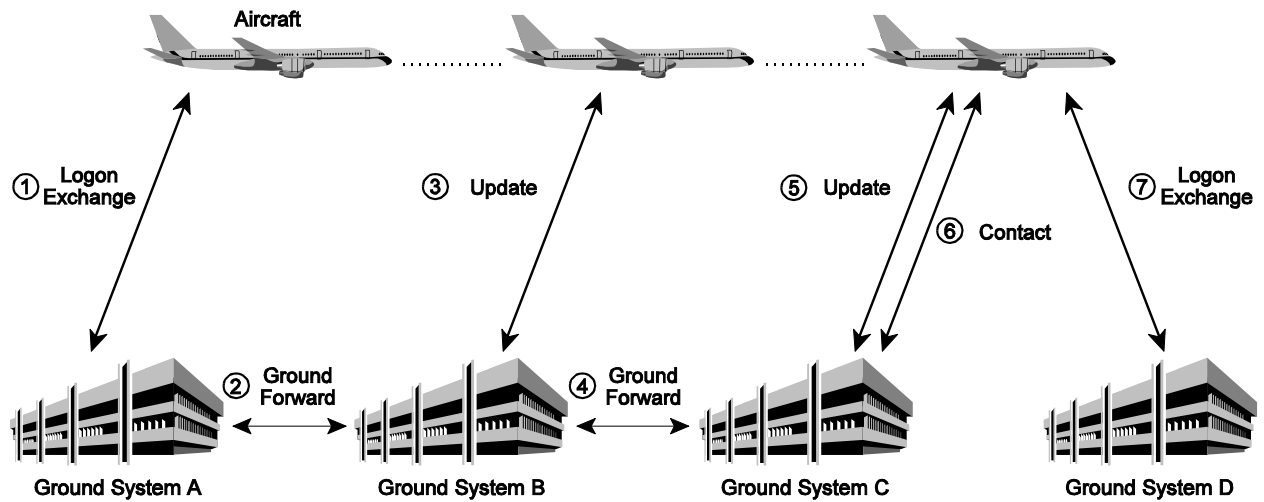 Aircraft
1 Logon
Exchange
3 Update
5 Update
6 Contact
7 Logon
Exchange
2 Ground
Forward
4 Ground
Forward
Ground System A
Ground System B
Ground System C
Ground System D